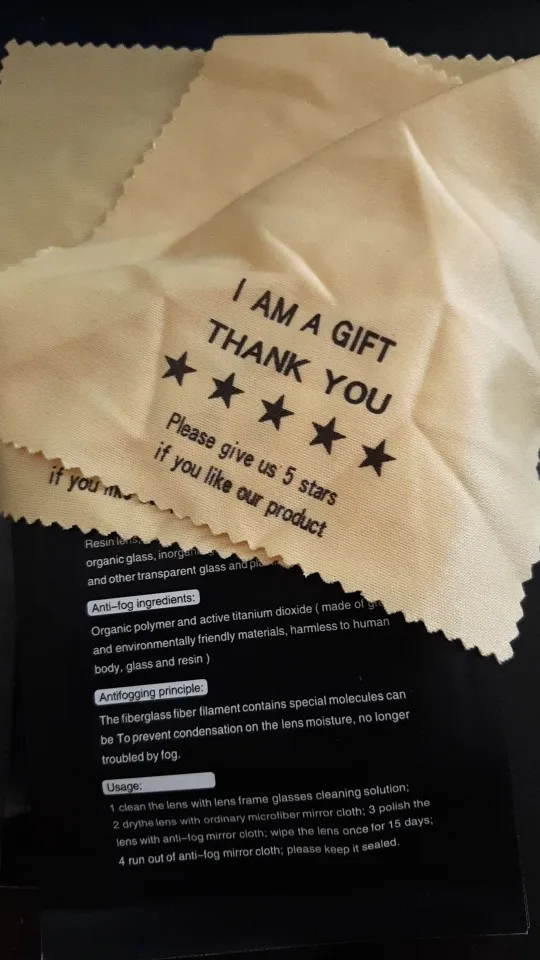 I AM A GIFT
THANK YOU
★ ★ ★ ★ ★
Please give us 5 stars
if you like our product
if you
Resin lens,
organic glass, inorganic
and other transparent glass and
Anti-fog ingredients:
Organic polymer and active titanium dioxide ( made of
and environmentally friendly materials, harmless to human
body, glass and resin )
Antifogging principle:
The fiberglass fiber filament contains special molecules can
be To prevent condensation on the lens moisture, no longer
troubled by fog.
Usage:
1 clean the lens with lens frame glasses cleaning solution;
2 drythe lens with ordinary microfiber mirror cloth; 3 polish the
lens with anti-fog mirror cloth; wipe the lens once for 15 days;
4 run out of anti-fog mirror cloth; please keep it sealed.